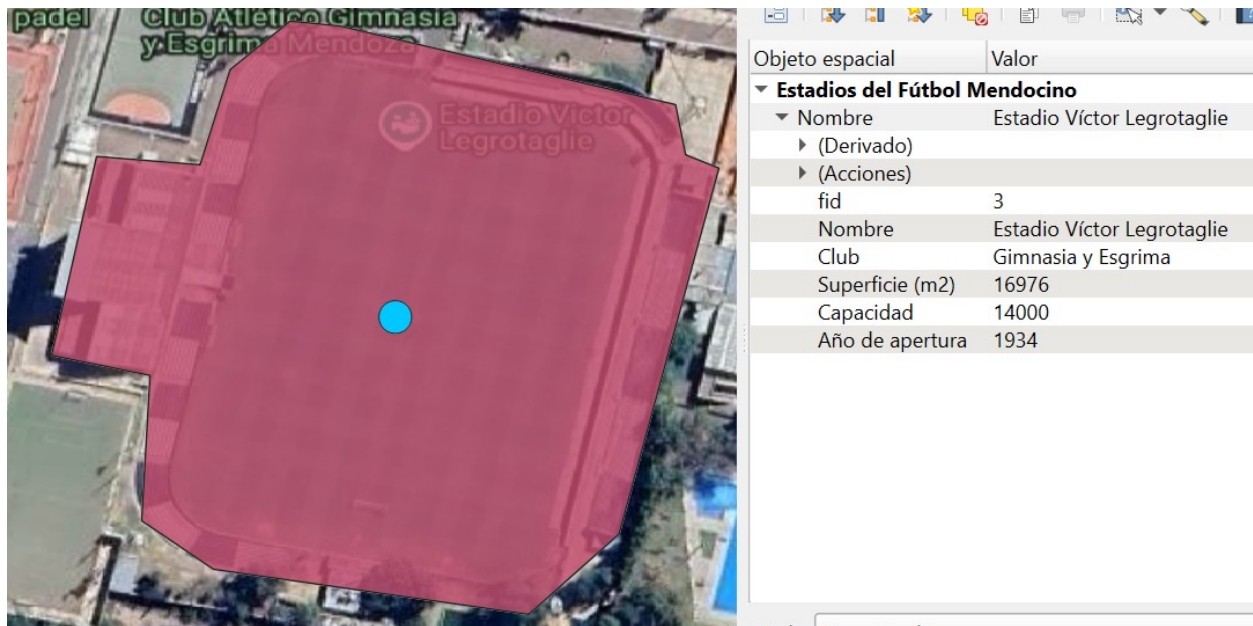 padel
Club Atlético Gimnasia
y Esgrima Mendoza
Estadio Víctor
Legrotaglie
Objeto espacial Valor
Estadios del Fútbol Mendocino
Nombre Estadio Víctor Legrotaglie
(Derivado)
(Acciones)
fid 3
Nombre Estadio Víctor Legrotaglie
Club Gimnasia y Esgrima
Superficie (m2) 16976
Capacidad 14000
Año de apertura 1934